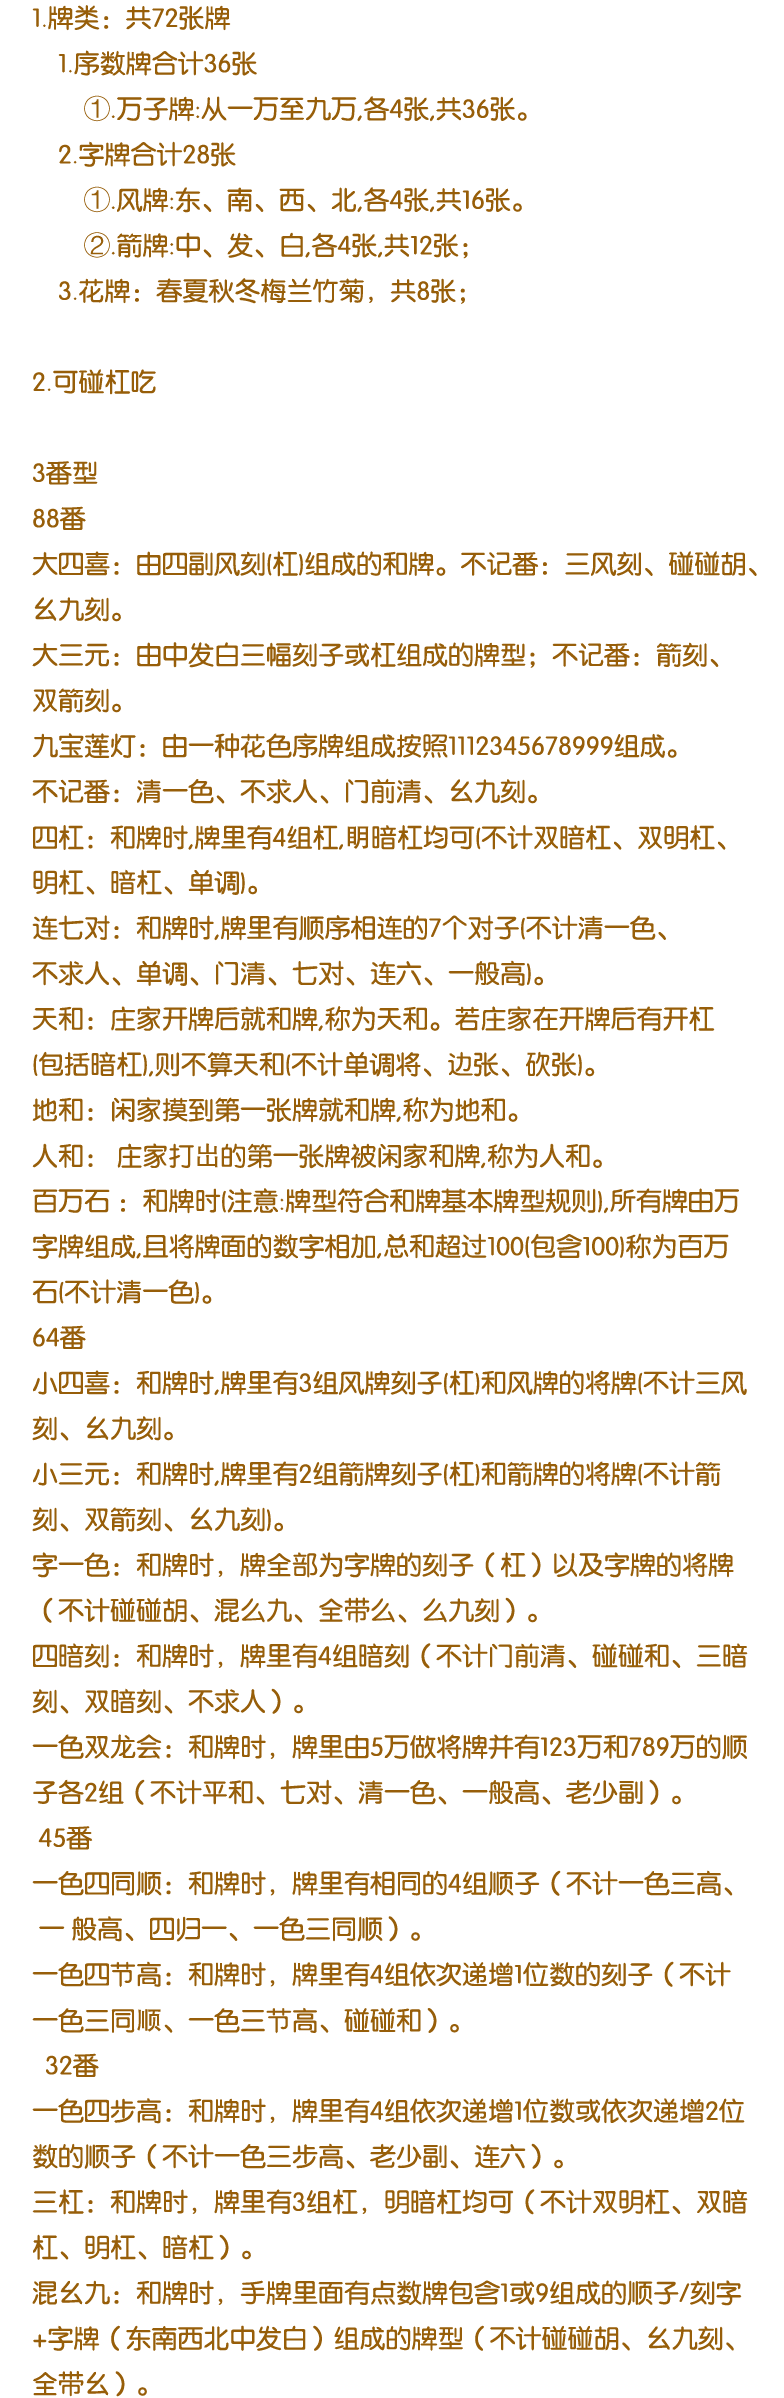 1.牌类：共72张牌
1.序数牌合计36张
①.万子牌:从一万至九万,各4张,共36张。
2.字牌合计28张
①.风牌:东、南、西、北,各4张,共16张。
②.箭牌:中、发、白,各4张,共12张；
3.花牌：春夏秋冬梅兰竹菊，共8张；
2.可碰杠吃
3番型
88番
大四喜：由四副风刻(杠)组成的和牌。不记番：三风刻、碰碰胡、
幺九刻。
大三元：由中发白三幅刻子或杠组成的牌型；不记番：箭刻、
双箭刻。
九宝莲灯：由一种花色序牌组成按照1112345678999组成。
不记番：清一色、不求人、门前清、幺九刻。
四杠：和牌时,牌里有4组杠,明暗杠均可(不计双暗杠、双明杠、
明杠、暗杠、单调)。
连七对：和牌时,牌里有顺序相连的7个对子(不计清一色、
不求人、单调、门清、七对、连六、一般高)。
天和：庄家开牌后就和牌,称为天和。若庄家在开牌后有开杠
(包括暗杠),则不算天和(不计单调将、边张、砍张)。
地和：闲家摸到第一张牌就和牌,称为地和。
人和： 庄家打出的第一张牌被闲家和牌,称为人和。
百万石 ：和牌时(注意:牌型符合和牌基本牌型规则),所有牌由万
字牌组成,且将牌面的数字相加,总和超过100(包含100)称为百万
石(不计清一色)。
64番
小四喜：和牌时,牌里有3组风牌刻子(杠)和风牌的将牌(不计三风
刻、幺九刻。
小三元：和牌时,牌里有2组箭牌刻子(杠)和箭牌的将牌(不计箭
刻、双箭刻、幺九刻)。
字一色：和牌时，牌全部为字牌的刻子（杠）以及字牌的将牌
（不计碰碰胡、混么九、全带么、么九刻）。
四暗刻：和牌时，牌里有4组暗刻（不计门前清、碰碰和、三暗
刻、双暗刻、不求人）。
一色双龙会：和牌时，牌里由5万做将牌并有123万和789万的顺
子各2组（不计平和、七对、清一色、一般高、老少副）。
45番
一色四同顺：和牌时，牌里有相同的4组顺子（不计一色三高、
一 般高、四归一、一色三同顺）。
一色四节高：和牌时，牌里有4组依次递增1位数的刻子（不计
一色三同顺、一色三节高、碰碰和）。
32番
一色四步高：和牌时，牌里有4组依次递增1位数或依次递增2位
数的顺子（不计一色三步高、老少副、连六）。
三杠：和牌时，牌里有3组杠，明暗杠均可（不计双明杠、双暗
杠、明杠、暗杠）。
混幺九：和牌时，手牌里面有点数牌包含1或9组成的顺子/刻字
+字牌（东南西北中发白）组成的牌型（不计碰碰胡、幺九刻、
全带幺）。